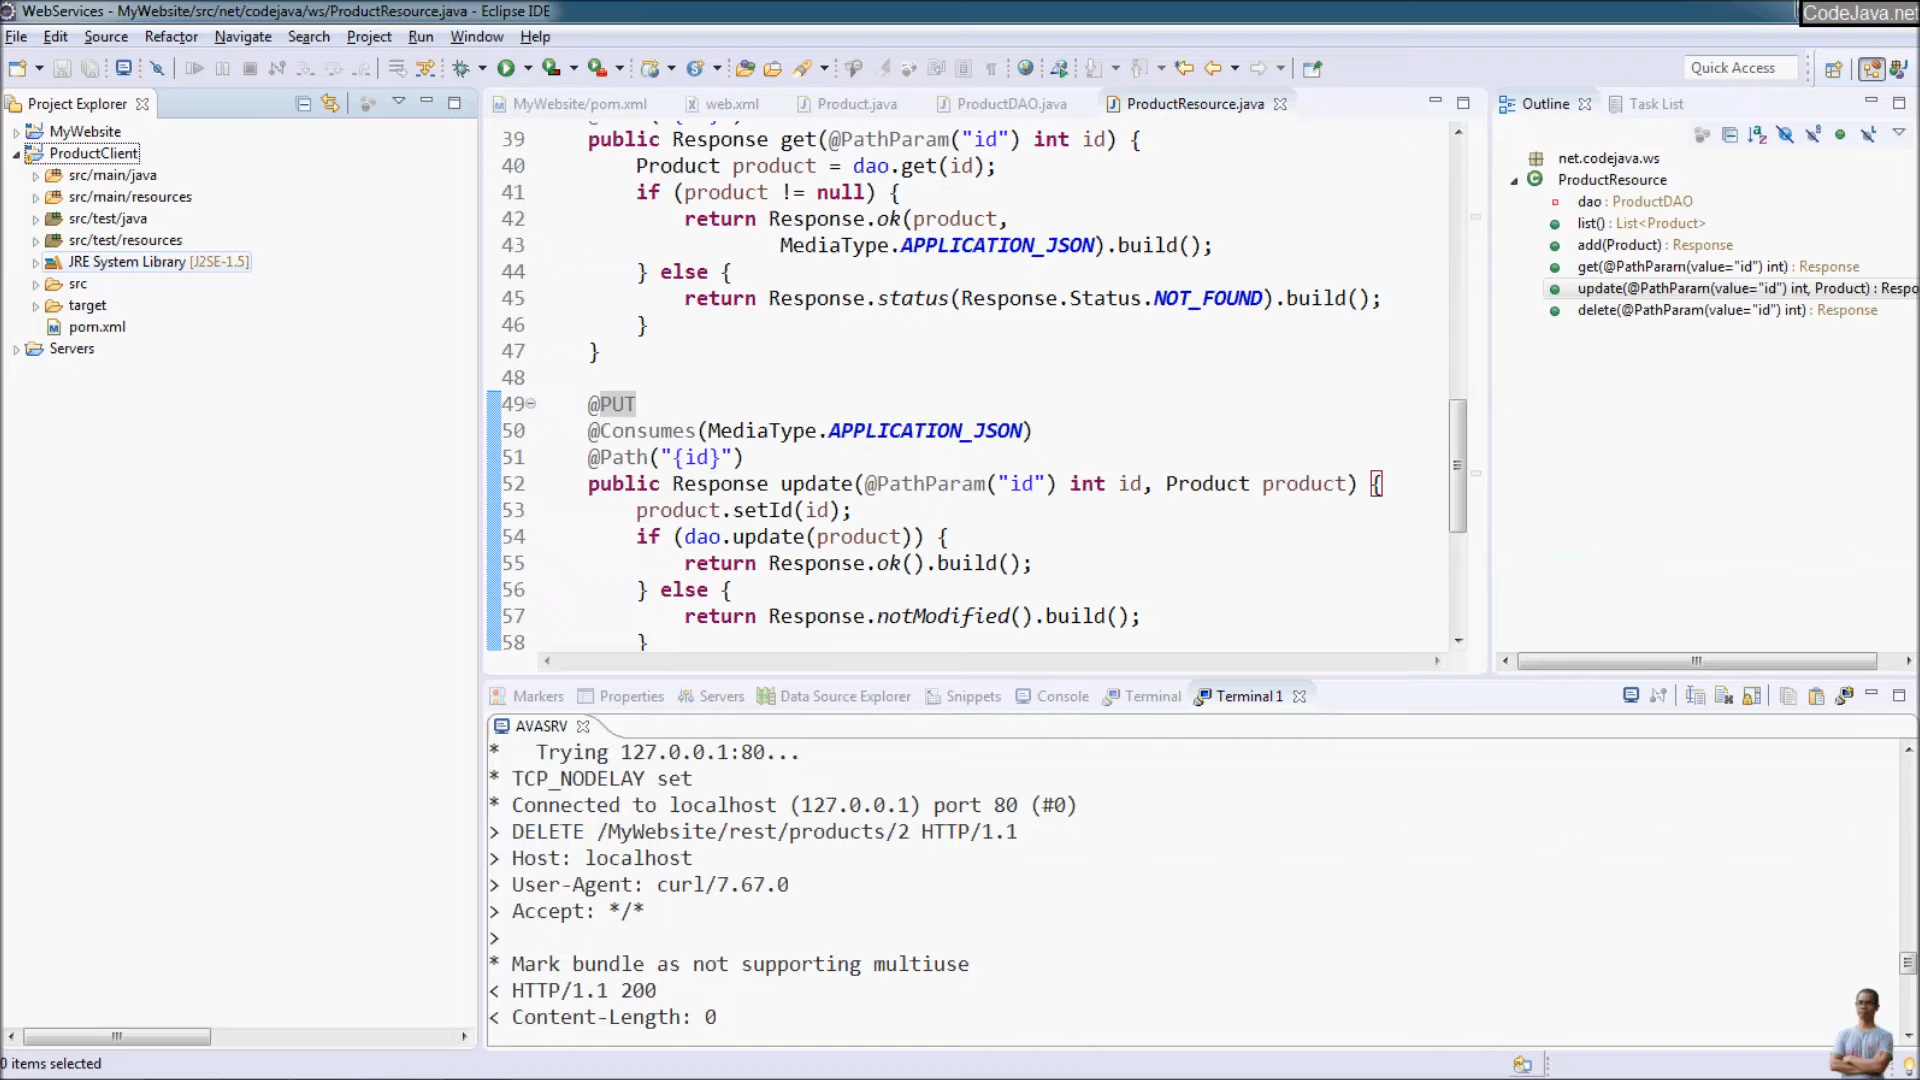 WebServices - MyWebsite/src/net/codejava/ws/ProductResource.java - Eclipse IDE
CodeJava.net
File Edit Source Refactor Navigate Search Project Run Window Help
Quick Access
Project Explorer
MyWebsite
ProductClient
src/main/java
src/main/resources
src/test/java
src/test/resources
JRE System Library [J2SE-1.5]
src
target
pom.xml
Servers
MyWebsite/pom.xml web.xml Product.java ProductDAO.java ProductResource.java
39 public Response get(@PathParam("id") int id) {
40 Product product = dao.get(id);
41 if (product != null) {
42 return Response.ok(product,
43 MediaType.APPLICATION_JSON).build();
44 } else {
45 return Response.status(Response.Status.NOT_FOUND).build();
46 }
47 }
48
49 @PUT
50 @Consumes(MediaType.APPLICATION_JSON)
51 @Path("{id}")
52 public Response update(@PathParam("id") int id, Product product) {
53 product.setId(id);
54 if (dao.update(product)) {
55 return Response.ok().build();
56 } else {
57 return Response.notModified().build();
58 }
Outline Task List
net.codejava.ws
ProductResource
dao : ProductDAO
list() : List<Product>
add(Product) : Response
get(@PathParam(value="id") int) : Response
update(@PathParam(value="id") int, Product) : Respo
delete(@PathParam(value="id") int) : Response
Markers Properties Servers Data Source Explorer Snippets Console Terminal Terminal 1
AVASRV
* Trying 127.0.0.1:80...
* TCP_NODELAY set
* Connected to localhost (127.0.0.1) port 80 (#0)
> DELETE /MyWebsite/rest/products/2 HTTP/1.1
> Host: localhost
> User-Agent: curl/7.67.0
> Accept: */*
>
* Mark bundle as not supporting multiuse
< HTTP/1.1 200
< Content-Length: 0
0 items selected